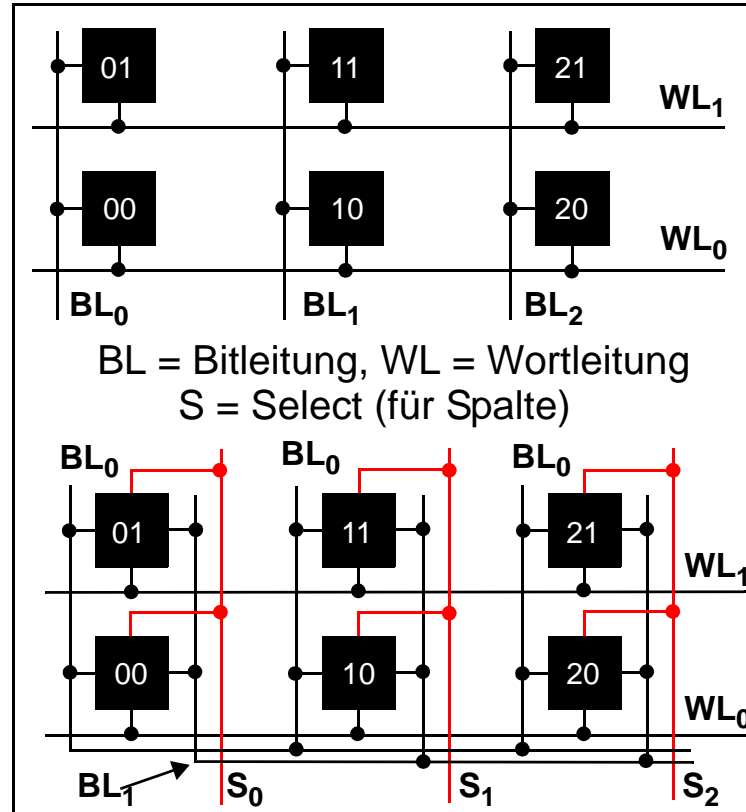 01 11 21
WL1
00 10 20
WL0
BL0 BL1 BL2
BL = Bitleitung, WL = Wortleitung
S = Select (für Spalte)
BL0 BL0 BL0
01 11 21
WL1
00 10 20
WL0
BL1 S0 S1 S2